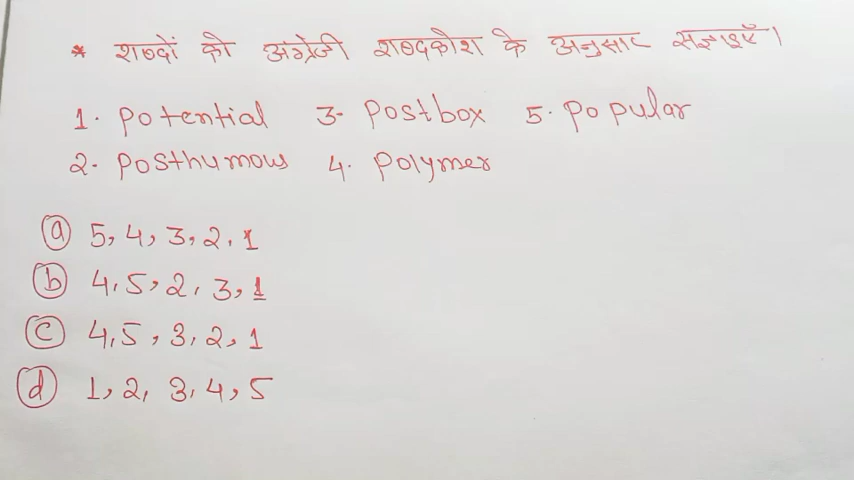 * शब्दों को अंग्रेजी शब्दकोश के अनुसार सजाइएँ।
1. Potential 3. Postbox 5. Popular
2. Posthumous 4. Polymer
(a) 5, 4, 3, 2, 1
(b) 4, 5, 2, 3, 1
(c) 4, 5, 3, 2, 1
(d) 1, 2, 3, 4, 5